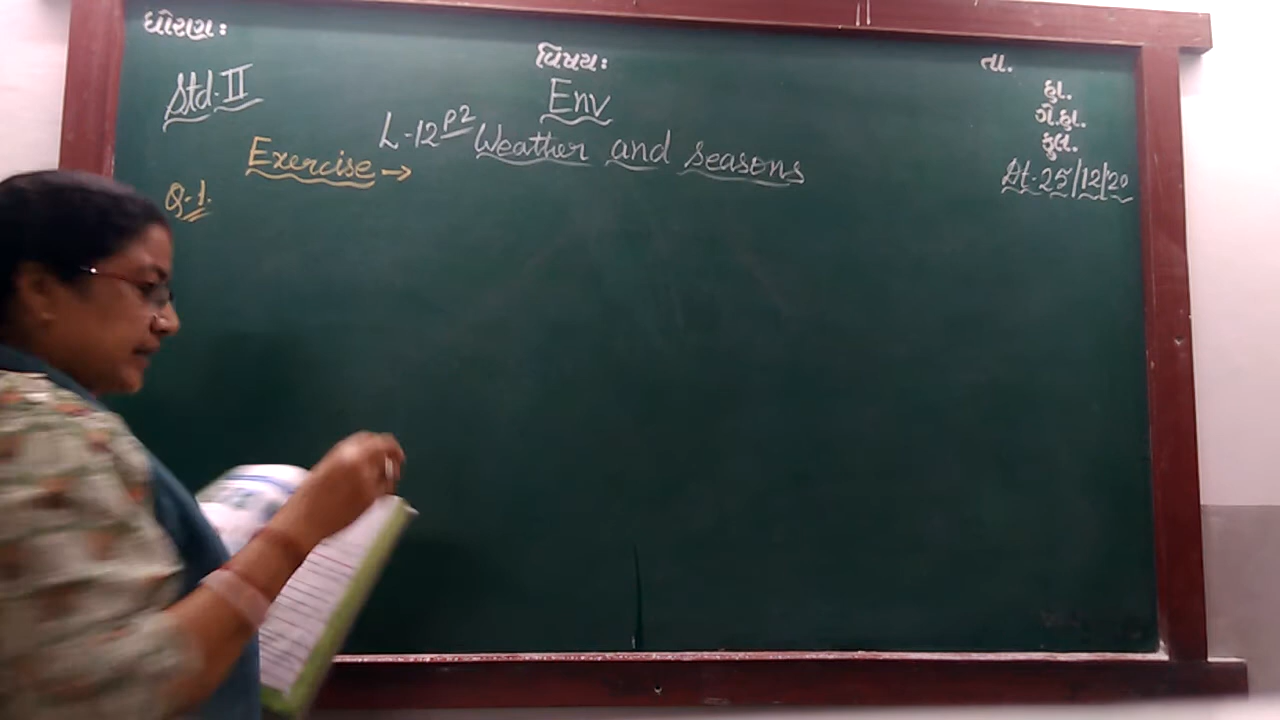 ધોરણઃ
વિષયઃ
તા.
Std. II
Env
હા.
ગે.હા.
કુલ.
L-12 P2 Weather and seasons
Exercise →
Dt. 25/12/20
Q-1.